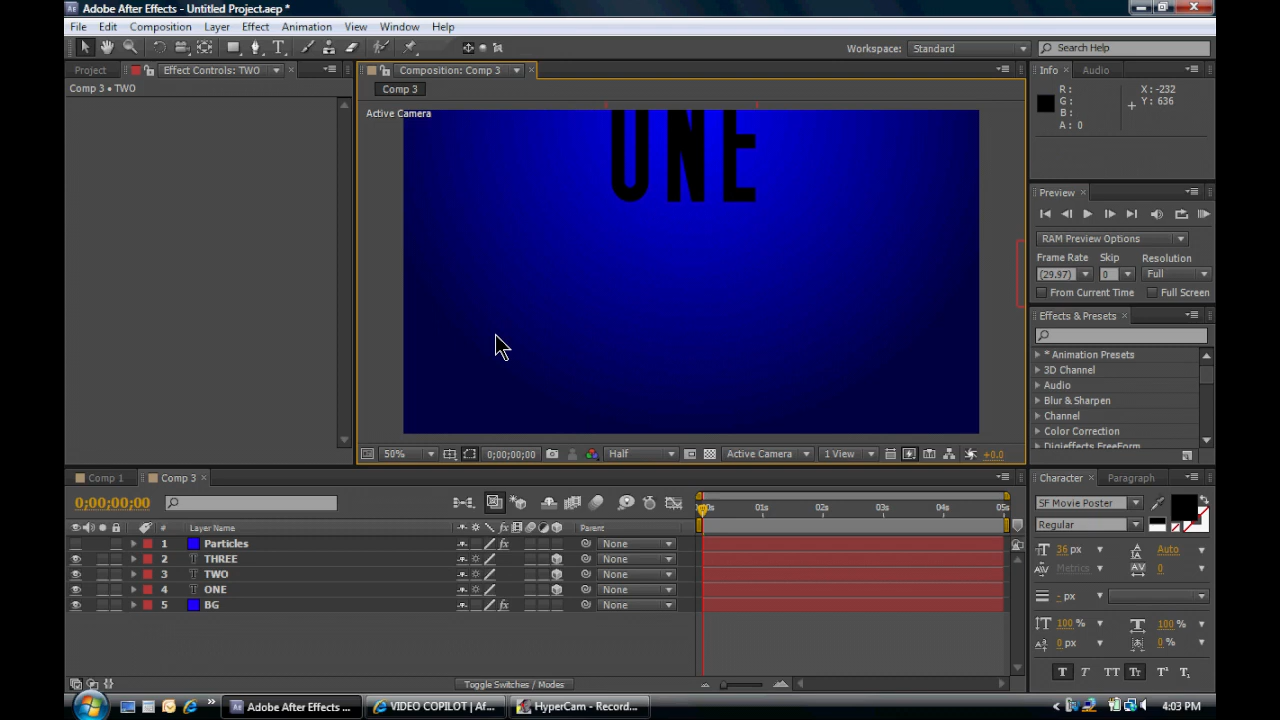 Adobe After Effects - Untitled Project.aep *
File Edit Composition Layer Effect Animation View Window Help
Workspace: Standard Search Help
Project Effect Controls: TWO Composition: Comp 3 Info Audio
Comp 3 • TWO
Comp 3
Active Camera
ONE
R: X: -232
G: Y: 636
B:
A: 0
Preview
RAM Preview Options
Frame Rate Skip Resolution
(29.97) 0 Full
From Current Time Full Screen
Effects & Presets
* Animation Presets
3D Channel
Audio
Blur & Sharpen
Channel
Color Correction
Digieffects FreeForm
50% 0;00;00;00 Half Active Camera 1 View +0.0
Comp 1 Comp 3 Character Paragraph
0;00;00;00
SF Movie Poster
Regular
01s 02s 03s 04s 05s
# Layer Name Parent
1 Particles None
2 THREE None
3 TWO None
4 ONE None
5 BG None
36 px Auto
Metrics 0
- px
100 % 100 %
0 px 0 %
T T TT Tт T¹ T₁
Toggle Switches / Modes
Adobe After Effects ... VIDEO COPILOT | Af... HyperCam - Record... 4:03 PM